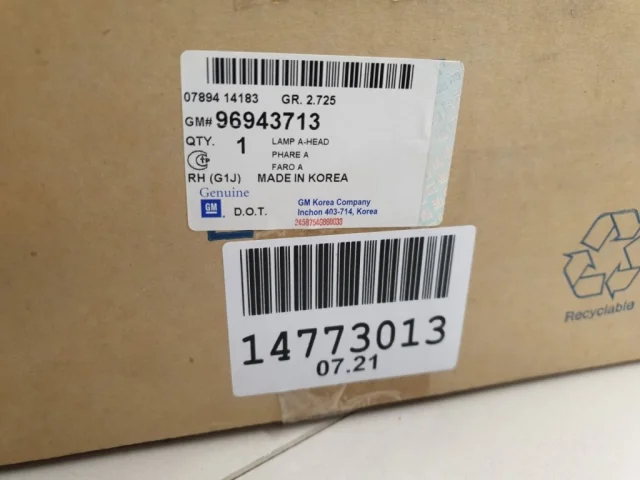 07894 14183 GR. 2.725
GM# 96943713
QTY. 1 LAMP A-HEAD
PHARE A
FARO A
RH (G1J) MADE IN KOREA
Genuine
GM D.O.T. GM Korea Company
Inchon 403-714, Korea
14773013
07.21
Recyclable